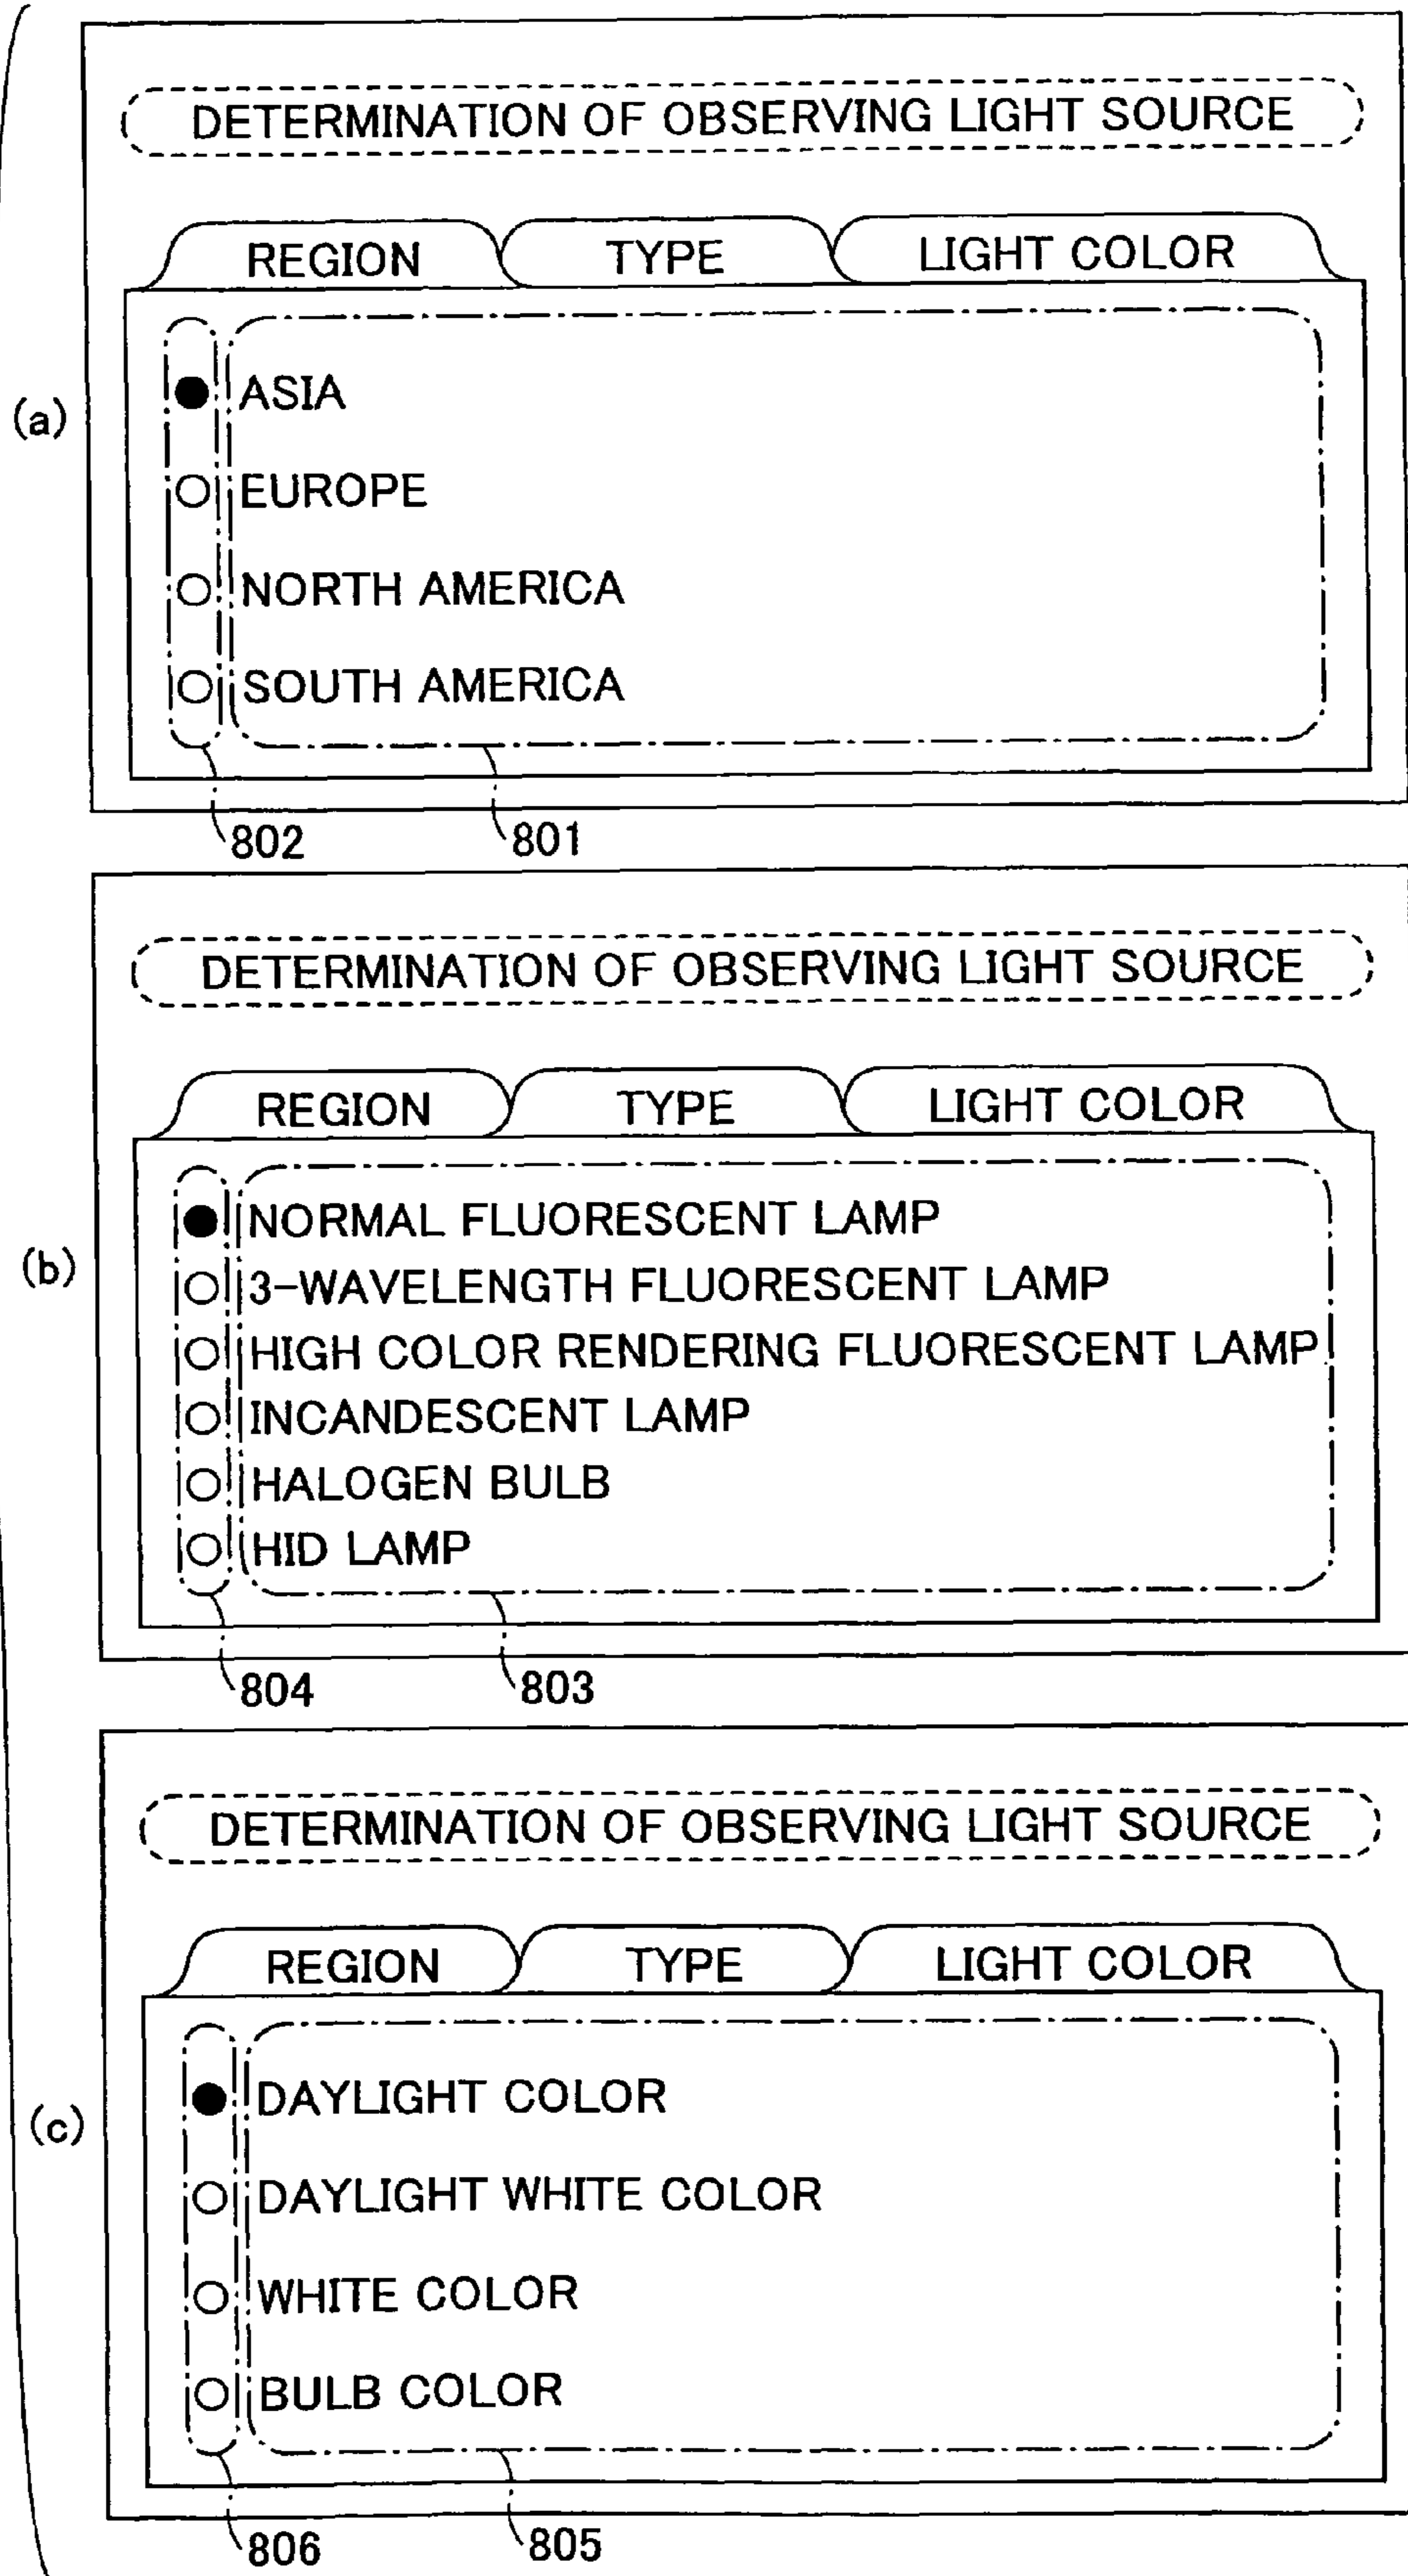 (a)
DETERMINATION OF OBSERVING LIGHT SOURCE
REGION TYPE LIGHT COLOR
ASIA
EUROPE
NORTH AMERICA
SOUTH AMERICA
802 801
(b)
DETERMINATION OF OBSERVING LIGHT SOURCE
REGION TYPE LIGHT COLOR
NORMAL FLUORESCENT LAMP
3-WAVELENGTH FLUORESCENT LAMP
HIGH COLOR RENDERING FLUORESCENT LAMP
INCANDESCENT LAMP
HALOGEN BULB
HID LAMP
804 803
(c)
DETERMINATION OF OBSERVING LIGHT SOURCE
REGION TYPE LIGHT COLOR
DAYLIGHT COLOR
DAYLIGHT WHITE COLOR
WHITE COLOR
BULB COLOR
806 805